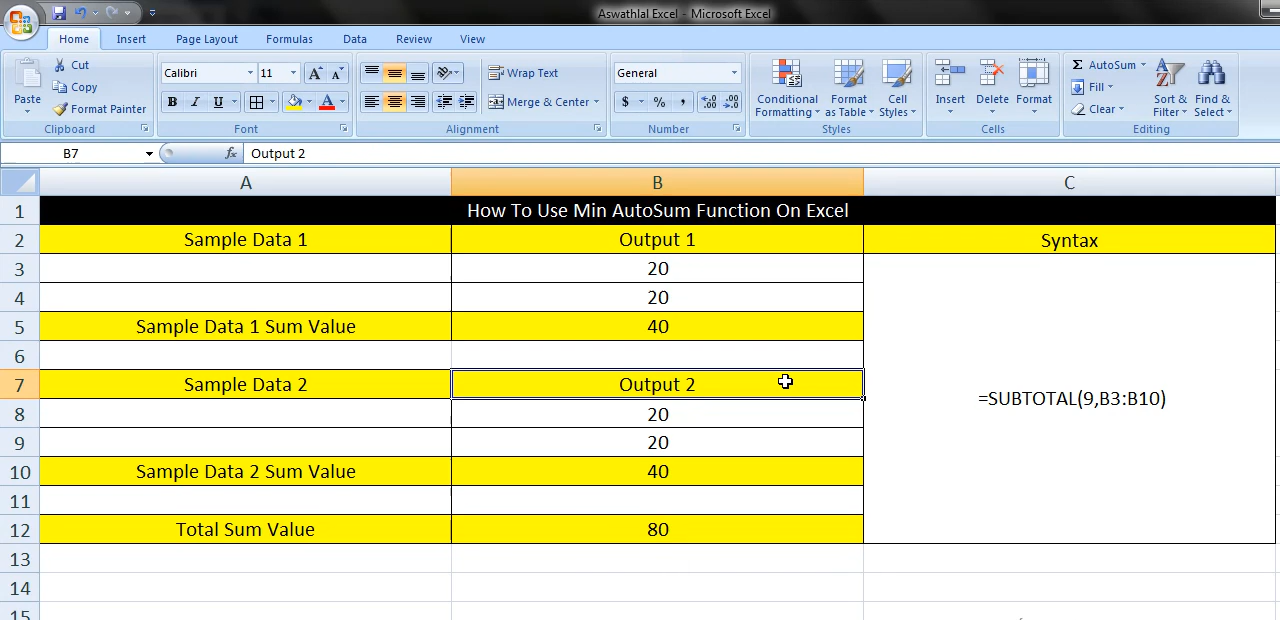 Aswathlal Excel - Microsoft Excel
Home Insert Page Layout Formulas Data Review View
Paste Cut Copy Format Painter
Calibri 11 A A
B I U A
Wrap Text
Merge & Center
General
$ % , .0 .00 .00 .0
Conditional Formatting Format as Table Cell Styles
Insert Delete Format
Σ AutoSum Fill Clear
Sort & Filter Find & Select
Clipboard Font Alignment Number Styles Cells Editing
B7 fx Output 2
A B C
1 How To Use Min AutoSum Function On Excel
2 Sample Data 1 Output 1 Syntax
3 20
4 20
5 Sample Data 1 Sum Value 40
6
7 Sample Data 2 Output 2
=SUBTOTAL(9,B3:B10)
8 20
9 20
10 Sample Data 2 Sum Value 40
11
12 Total Sum Value 80
13
14
15